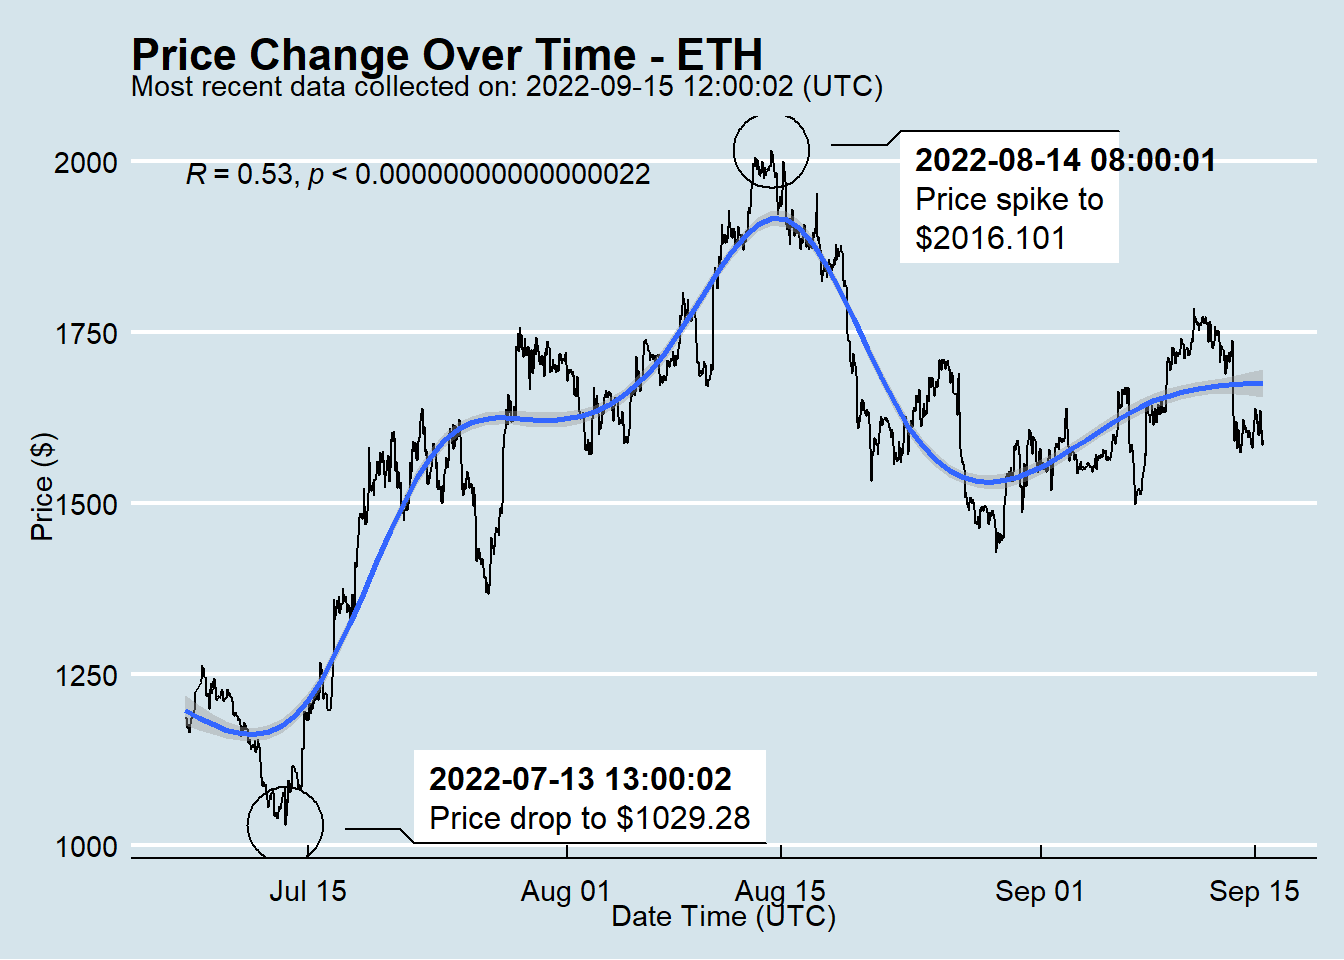 Price Change Over Time - ETH
Most recent data collected on: 2022-09-15 12:00:02 (UTC)
R = 0.53, p < 0.00000000000000022
2022-08-14 08:00:01
Price spike to
$2016.101
2022-07-13 13:00:02
Price drop to $1029.28
Price ($)
2000
1750
1500
1250
1000
Jul 15
Aug 01
Aug 15
Sep 01
Sep 15
Date Time (UTC)